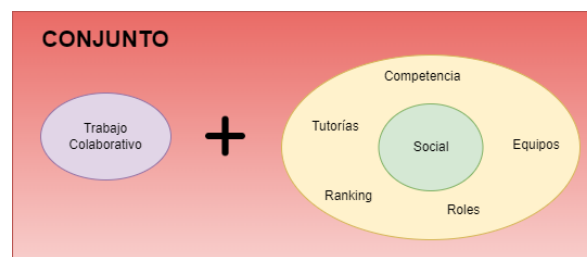 CONJUNTO
Trabajo
Colaborativo
+
Competencia
Tutorías
Social
Equipos
Ranking
Roles